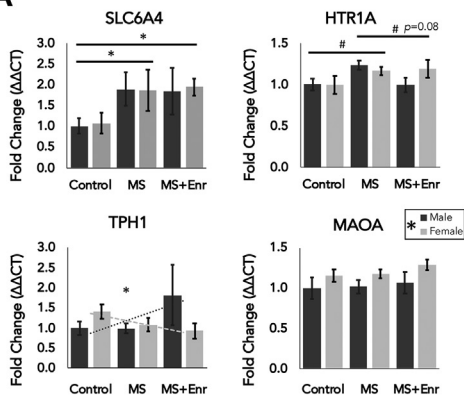 SLC6A4
*
*
3.0
2.5
2.0
1.5
1.0
0.5
0.0
Fold Change (ΔΔCT)
Control MS MS+Enr
HTR1A
# p=0.08
#
1.5
1.0
0.5
0.0
Fold Change (ΔΔCT)
Control MS MS+Enr
TPH1
*
3.0
2.5
2.0
1.5
1.0
0.5
0.0
Fold Change (ΔΔCT)
Control MS MS+Enr
MAOA
* Male
Female
1.5
1.0
0.5
0.0
Fold Change (ΔΔCT)
Control MS MS+Enr